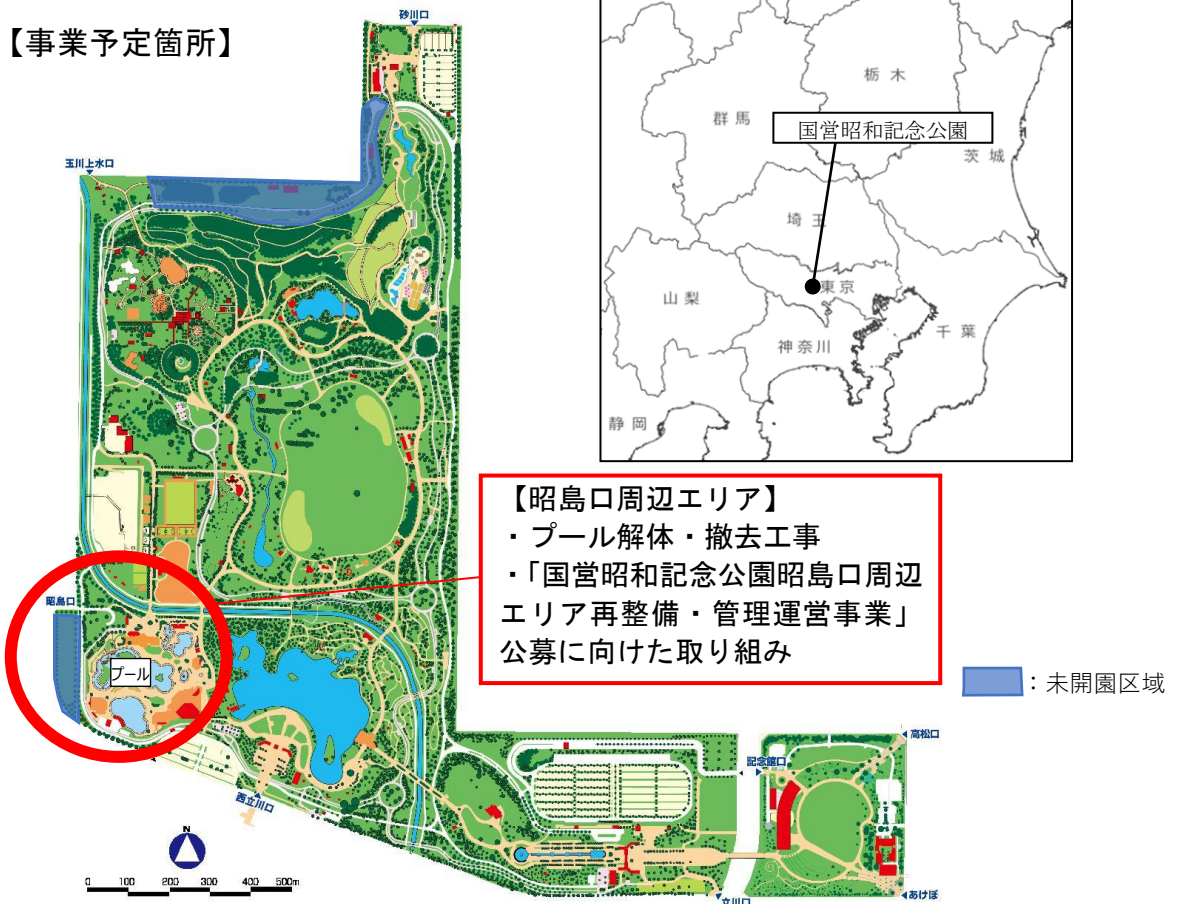 【事業予定箇所】
砂川口
玉川上水口
昭島口
プール
西立川口
N
0 100 200 300 400 500m
栃木
群馬
国営昭和記念公園
茨城
埼玉
山梨
東京
千葉
神奈川
静岡
【昭島口周辺エリア】
・プール解体・撤去工事
・「国営昭和記念公園昭島口周辺
エリア再整備・管理運営事業」
公募に向けた取り組み
：未開園区域
高松口
記念館口
立川口
あけぼ